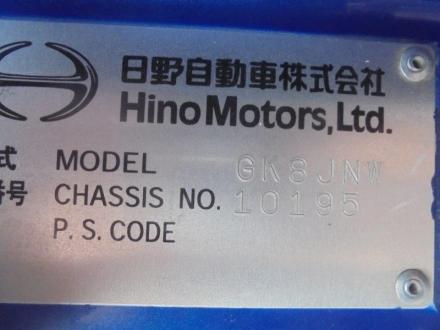 日野自動車株式会社
Hino Motors, Ltd.
式 MODEL GK8JNW
番号 CHASSIS NO. 10195
P.S. CODE